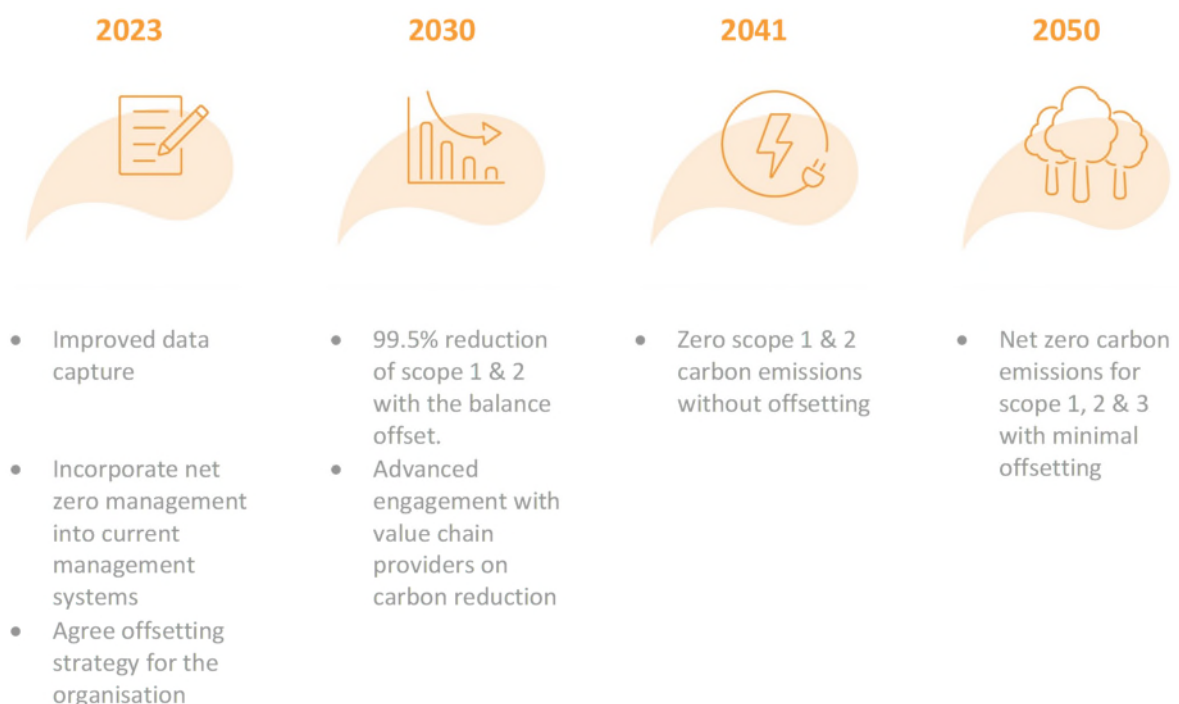 2023
2030
2041
2050
• Improved data
capture
• Incorporate net
zero management
into current
management
systems
• Agree offsetting
strategy for the
organisation
• 99.5% reduction
of scope 1 & 2
with the balance
offset.
• Advanced
engagement with
value chain
providers on
carbon reduction
• Zero scope 1 & 2
carbon emissions
without offsetting
• Net zero carbon
emissions for
scope 1, 2 & 3
with minimal
offsetting